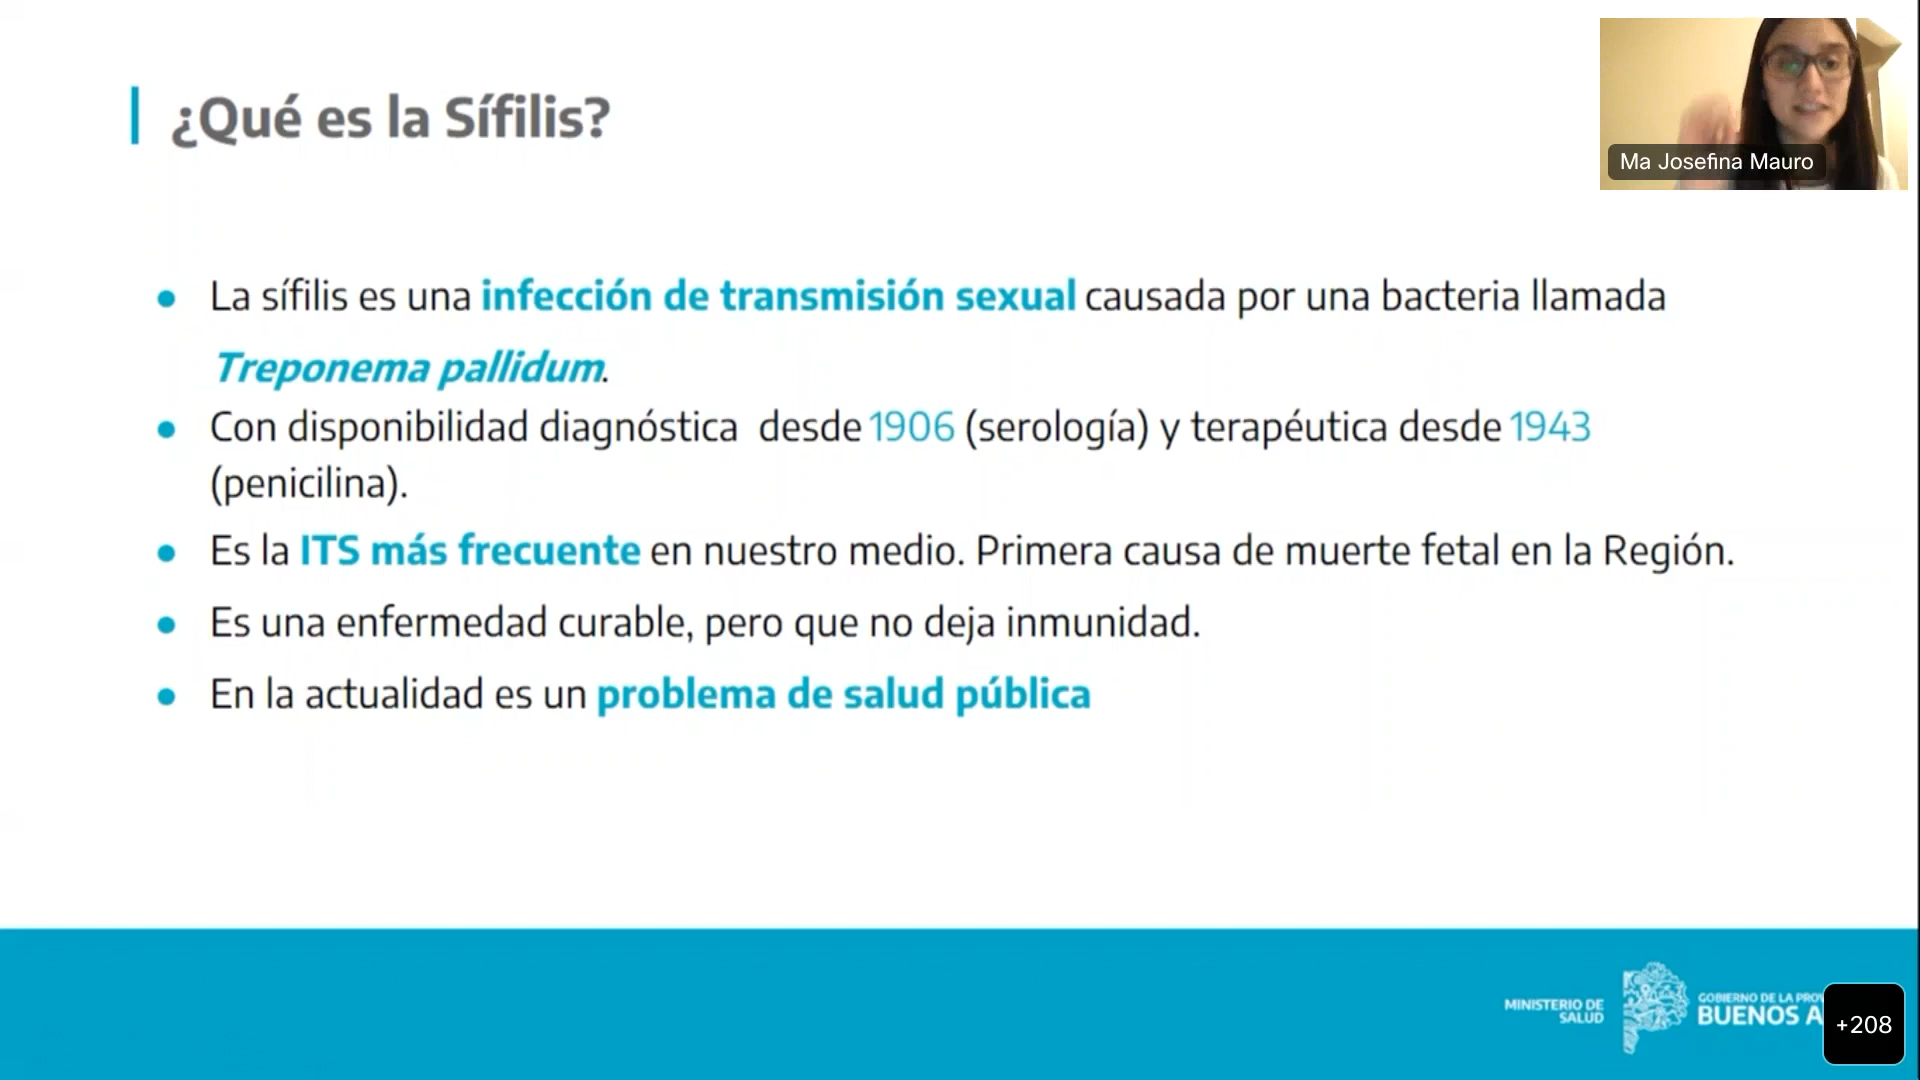 ¿Qué es la Sífilis?
Ma Josefina Mauro
La sífilis es una infección de transmisión sexual causada por una bacteria llamada
Treponema pallidum.
Con disponibilidad diagnóstica desde 1906 (serología) y terapéutica desde 1943
(penicilina).
Es la ITS más frecuente en nuestro medio. Primera causa de muerte fetal en la Región.
Es una enfermedad curable, pero que no deja inmunidad.
En la actualidad es un problema de salud pública
MINISTERIO DE
SALUD
GOBIERNO DE LA
BUENOS
+208